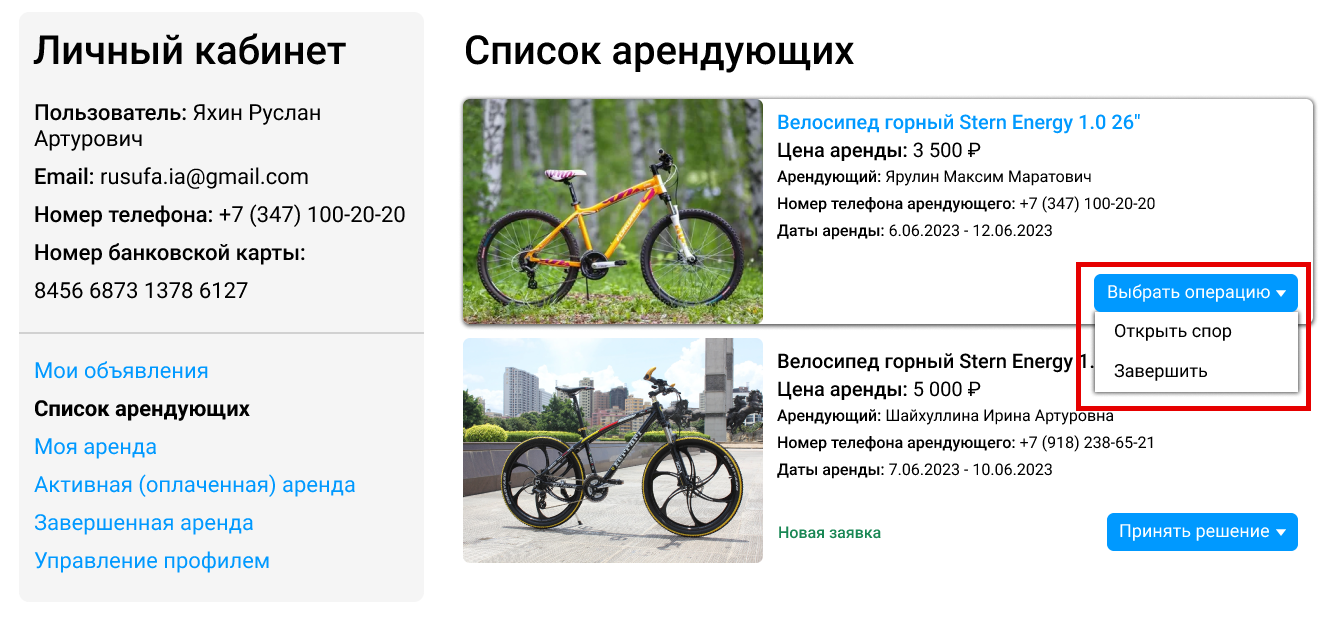 Личный кабинет
Пользователь: Яхин Руслан
Артурович
Email: rusufa.ia@gmail.com
Номер телефона: +7 (347) 100-20-20
Номер банковской карты:
8456 6873 1378 6127
Мои объявления
Список арендующих
Моя аренда
Активная (оплаченная) аренда
Завершенная аренда
Управление профилем
Список арендующих
Велосипед горный Stern Energy 1.0 26"
Цена аренды: 3 500 ₽
Арендующий: Ярулин Максим Маратович
Номер телефона арендующего: +7 (347) 100-20-20
Даты аренды: 6.06.2023 - 12.06.2023
Выбрать операцию
Открыть спор
Завершить
Велосипед горный Stern Energy 1.
Цена аренды: 5 000 ₽
Арендующий: Шайхуллина Ирина Артуровна
Номер телефона арендующего: +7 (918) 238-65-21
Даты аренды: 7.06.2023 - 10.06.2023
Новая заявка
Принять решение